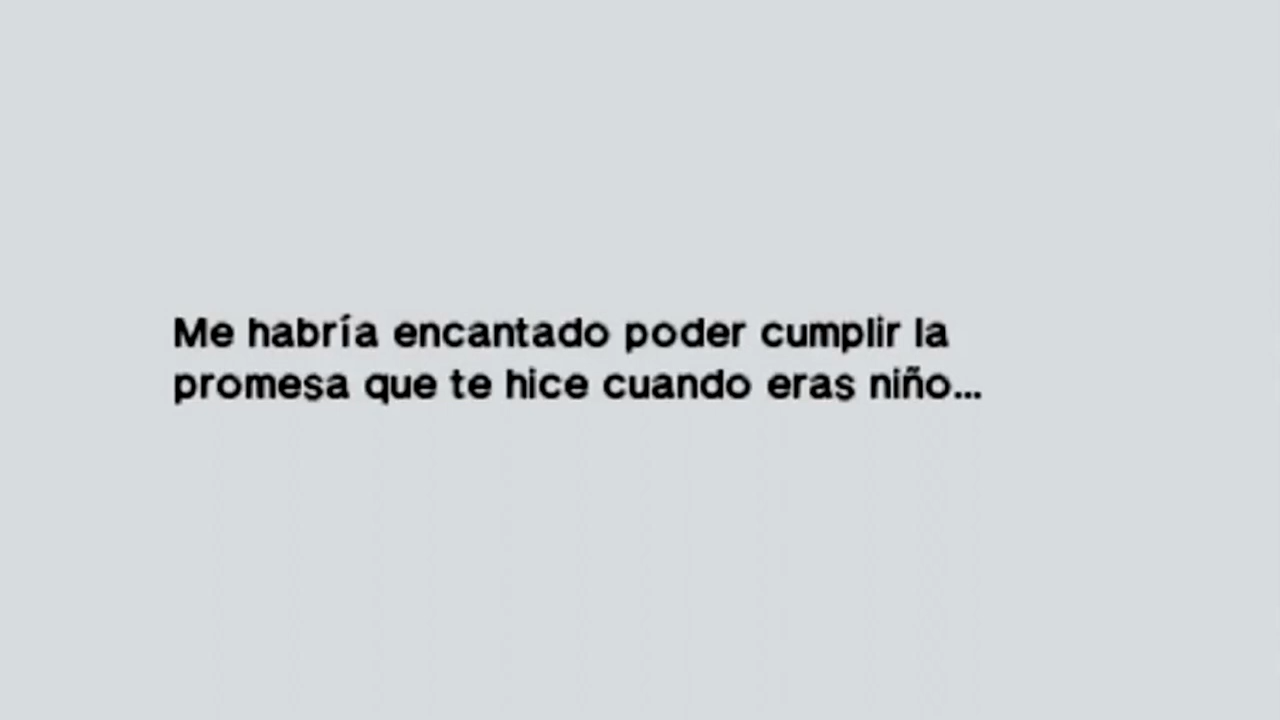 Me habría encantado poder cumplir la
promesa que te hice cuando eras niño...